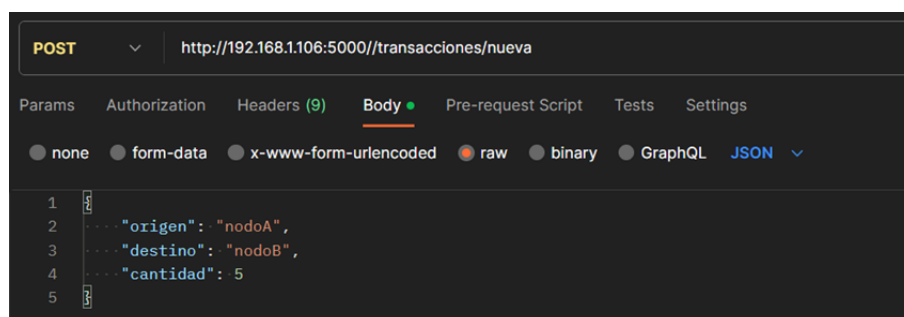 POST http://192.168.1.106:5000//transacciones/nueva
Params Authorization Headers (9) Body Pre-request Script Tests Settings
none form-data x-www-form-urlencoded raw binary GraphQL JSON
1 {
2 "origen": "nodoA",
3 "destino": "nodoB",
4 "cantidad": 5
5 }